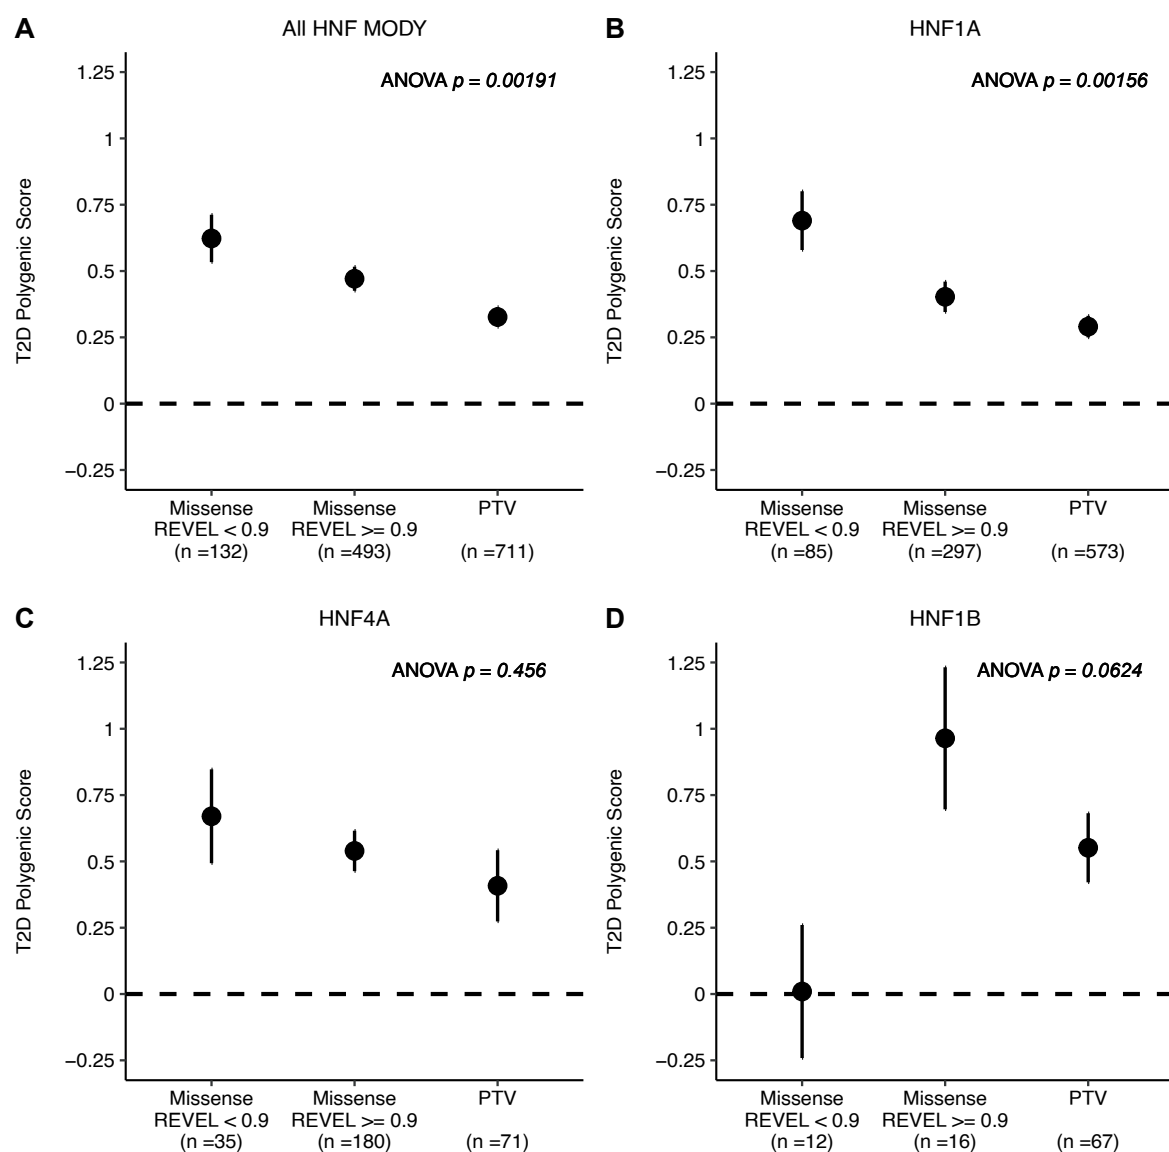 A
All HNF MODY
ANOVA p = 0.00191
T2D Polygenic Score
1.25
1
0.75
0.5
0.25
0
−0.25
Missense
REVEL < 0.9
(n =132)
Missense
REVEL >= 0.9
(n =493)
PTV
(n =711)
B
HNF1A
ANOVA p = 0.00156
T2D Polygenic Score
1.25
1
0.75
0.5
0.25
0
−0.25
Missense
REVEL < 0.9
(n =85)
Missense
REVEL >= 0.9
(n =297)
PTV
(n =573)
C
HNF4A
ANOVA p = 0.456
T2D Polygenic Score
1.25
1
0.75
0.5
0.25
0
−0.25
Missense
REVEL < 0.9
(n =35)
Missense
REVEL >= 0.9
(n =180)
PTV
(n =71)
D
HNF1B
ANOVA p = 0.0624
T2D Polygenic Score
1.25
1
0.75
0.5
0.25
0
−0.25
Missense
REVEL < 0.9
(n =12)
Missense
REVEL >= 0.9
(n =16)
PTV
(n =67)